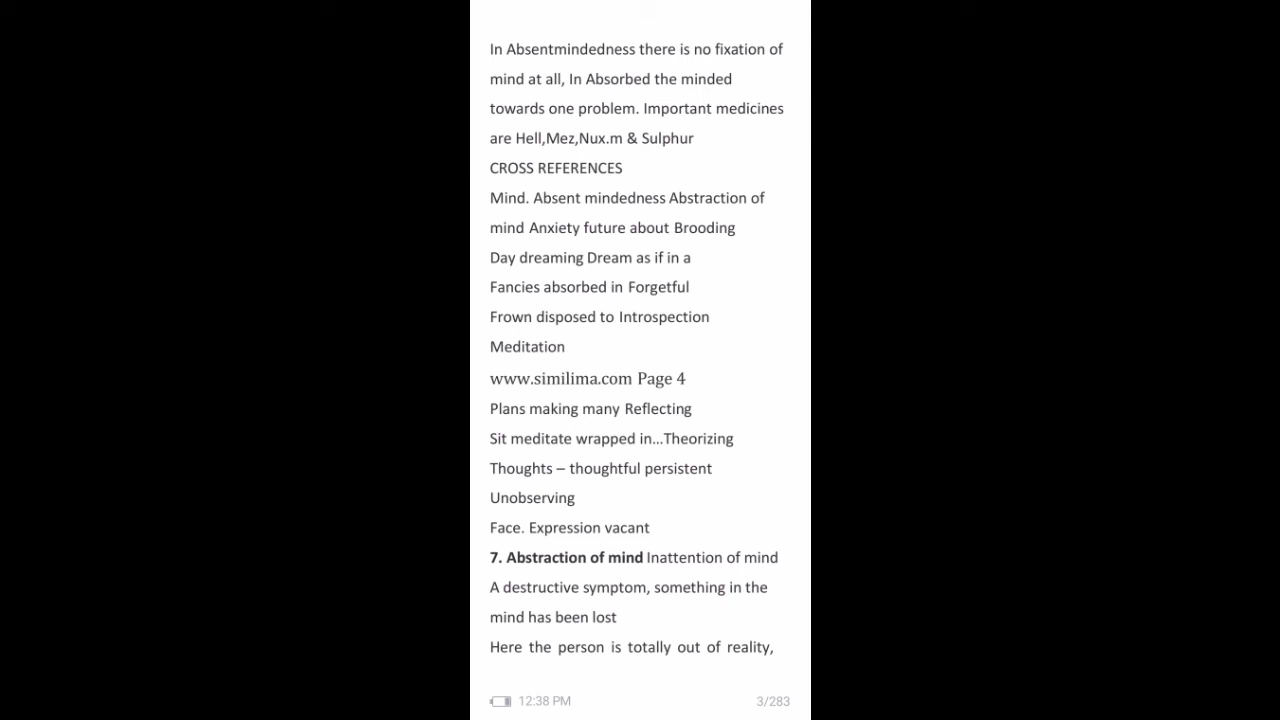 In Absentmindedness there is no fixation of
mind at all, In Absorbed the minded
towards one problem. Important medicines
are Hell,Mez,Nux.m & Sulphur
CROSS REFERENCES
Mind. Absent mindedness Abstraction of
mind Anxiety future about Brooding
Day dreaming Dream as if in a
Fancies absorbed in Forgetful
Frown disposed to Introspection
Meditation
www.similima.com Page 4
Plans making many Reflecting
Sit meditate wrapped in...Theorizing
Thoughts – thoughtful persistent
Unobserving
Face. Expression vacant
7. Abstraction of mind Inattention of mind
A destructive symptom, something in the
mind has been lost
Here the person is totally out of reality,
12:38 PM 3/283